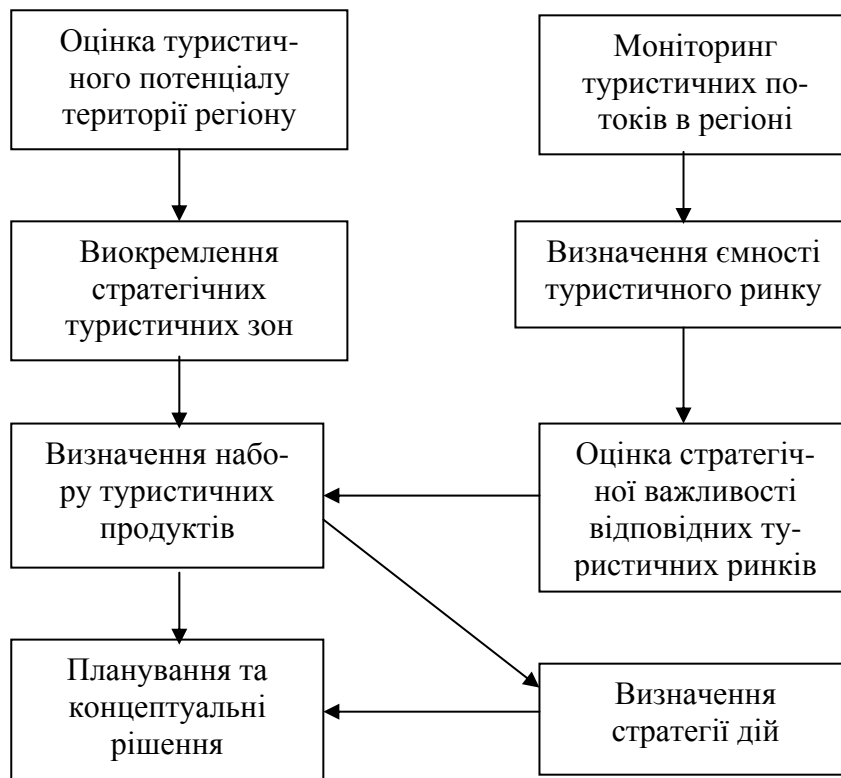 Оцінка туристич-
ного потенціалу
території регіону
Моніторинг
туристичних по-
токів в регіоні
Виокремлення
стратегічних
туристичних зон
Визначення ємності
туристичного ринку
Визначення набо-
ру туристичних
продуктів
Оцінка стратегіч-
ної важливості
відповідних ту-
ристичних ринків
Планування та
концептуальні
рішення
Визначення
стратегії дій